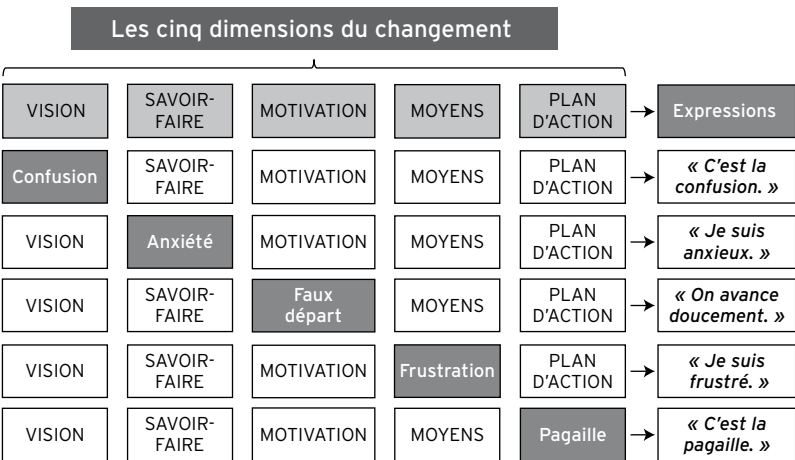 Les cinq dimensions du changement
VISION
SAVOIR-
FAIRE
MOTIVATION
MOYENS
PLAN
D'ACTION
Expressions
Confusion
SAVOIR-
FAIRE
MOTIVATION
MOYENS
PLAN
D'ACTION
« C'est la
confusion. »
VISION
Anxiété
MOTIVATION
MOYENS
PLAN
D'ACTION
« Je suis
anxieux. »
VISION
SAVOIR-
FAIRE
Faux
départ
MOYENS
PLAN
D'ACTION
« On avance
doucement. »
VISION
SAVOIR-
FAIRE
MOTIVATION
Frustration
PLAN
D'ACTION
« Je suis
frustré. »
VISION
SAVOIR-
FAIRE
MOTIVATION
MOYENS
Pagaille
« C'est la
pagaille. »